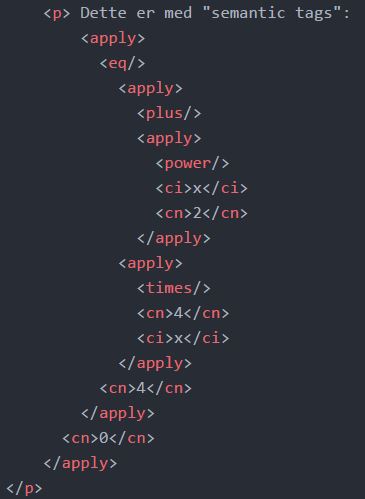 <p> Dette er med "semantic tags":
<apply>
<eq/>
<apply>
<plus/>
<apply>
<power/>
<ci>x</ci>
<cn>2</cn>
</apply>
<apply>
<times/>
<cn>4</cn>
<ci>x</ci>
</apply>
<cn>4</cn>
</apply>
<cn>0</cn>
</apply>
</p>